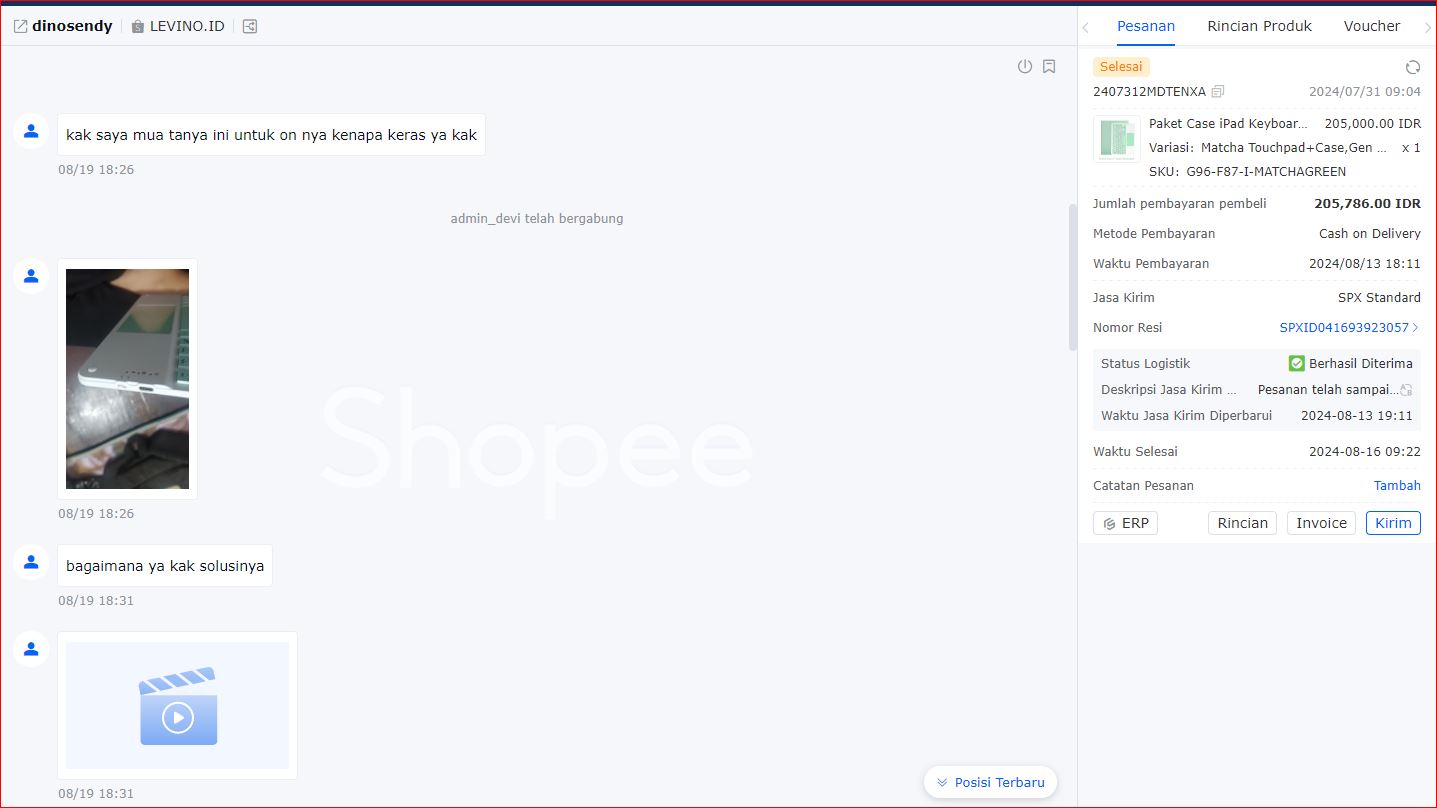 dinosendy
LEVINO.ID
kak saya mua tanya ini untuk on nya kenapa keras ya kak
08/19 18:26
admin_devi telah bergabung
08/19 18:26
bagaimana ya kak solusinya
08/19 18:31
08/19 18:31
Shopee
Posisi Terbaru
Pesanan Rincian Produk Voucher
Selesai
2407312MDTENXA 2024/07/31 09:04
Paket Case iPad Keyboar... 205,000.00 IDR
Variasi: Matcha Touchpad+Case,Gen ... x 1
SKU: G96-F87-I-MATCHAGREEN
Jumlah pembayaran pembeli 205,786.00 IDR
Metode Pembayaran Cash on Delivery
Waktu Pembayaran 2024/08/13 18:11
Jasa Kirim SPX Standard
Nomor Resi SPXID041693923057
Status Logistik Berhasil Diterima
Deskripsi Jasa Kirim ... Pesanan telah sampai...
Waktu Jasa Kirim Diperbarui 2024-08-13 19:11
Waktu Selesai 2024-08-16 09:22
Catatan Pesanan Tambah
ERP Rincian Invoice Kirim